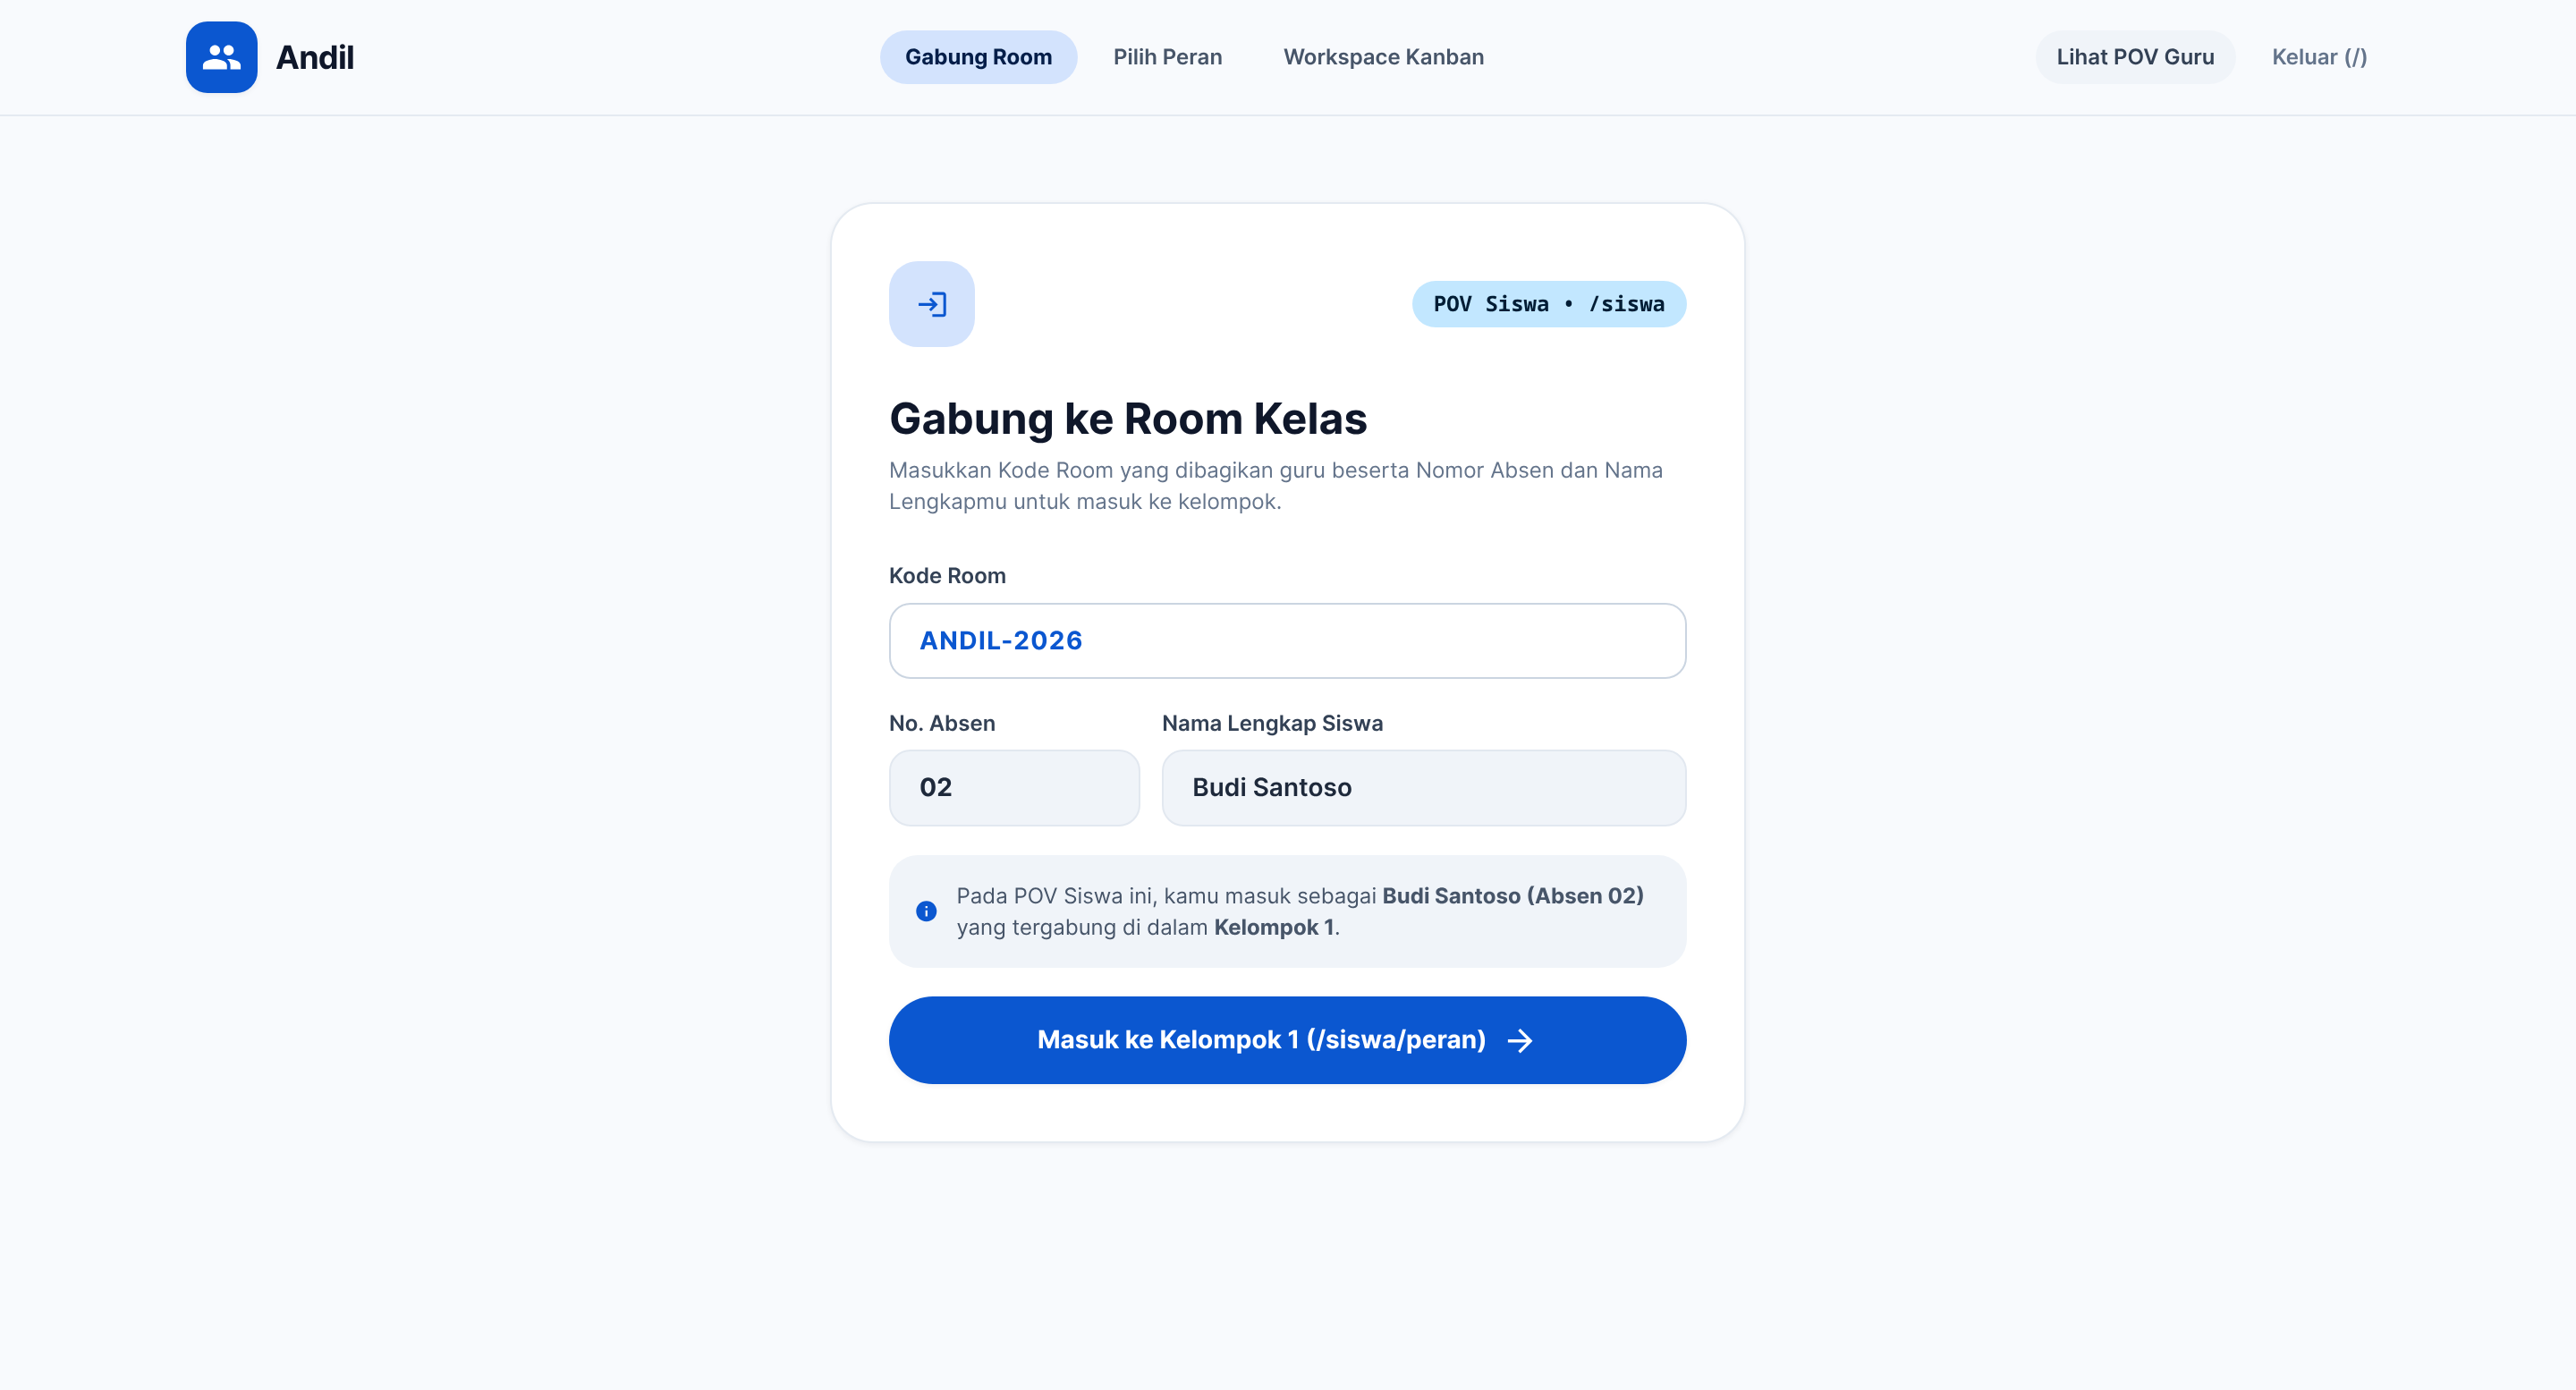 Andil
Gabung Room
Pilih Peran
Workspace Kanban
Lihat POV Guru
Keluar (/)
POV Siswa • /siswa
Gabung ke Room Kelas
Masukkan Kode Room yang dibagikan guru beserta Nomor Absen dan Nama
Lengkapmu untuk masuk ke kelompok.
Kode Room
ANDIL-2026
No. Absen
Nama Lengkap Siswa
02
Budi Santoso
Pada POV Siswa ini, kamu masuk sebagai Budi Santoso (Absen 02)
yang tergabung di dalam Kelompok 1.
Masuk ke Kelompok 1 (/siswa/peran)